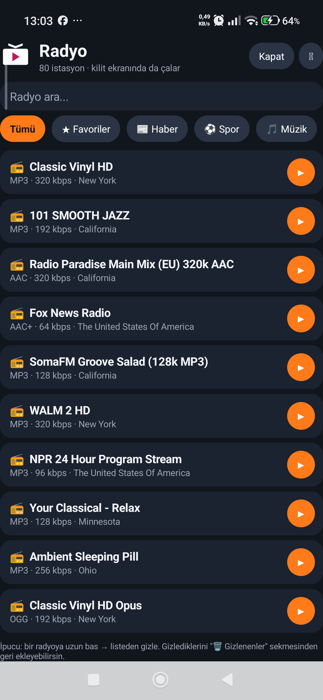 13:03
0,49
KB/s
64%
Radyo
80 istasyon · kilit ekranında da çalar
Kapat
Radyo ara...
Tümü
★ Favoriler
📰 Haber
⚽ Spor
🎵 Müzik
📻 Classic Vinyl HD
MP3 · 320 kbps · New York
📻 101 SMOOTH JAZZ
MP3 · 192 kbps · California
📻 Radio Paradise Main Mix (EU) 320k AAC
AAC · 320 kbps · California
📻 Fox News Radio
AAC+ · 64 kbps · The United States Of America
📻 SomaFM Groove Salad (128k MP3)
MP3 · 128 kbps · California
📻 WALM 2 HD
MP3 · 320 kbps · New York
📻 NPR 24 Hour Program Stream
MP3 · 96 kbps · The United States Of America
📻 Your Classical - Relax
MP3 · 128 kbps · Minnesota
📻 Ambient Sleeping Pill
MP3 · 256 kbps · Ohio
📻 Classic Vinyl HD Opus
OGG · 192 kbps · New York
İpucu: bir radyoya uzun bas → listeden gizle. Gizlediklerini "🗑 Gizlenenler" sekmesinden
geri ekleyebilirsin.